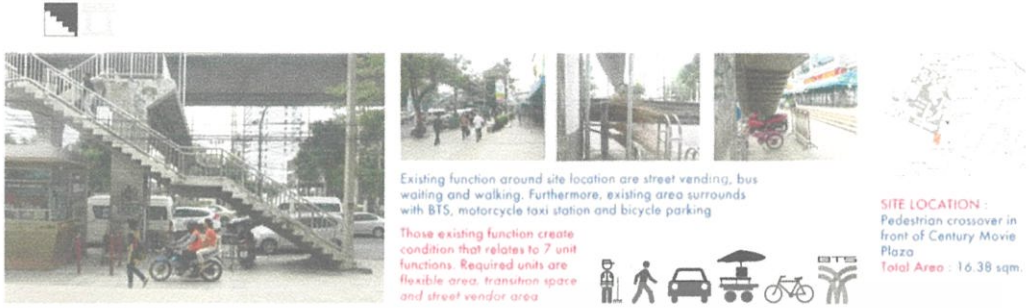 Existing function around site location are street vending, bus
waiting and walking. Furthermore, existing area surrounds
with BTS, motorcycle taxi station and bicycle parking
Those existing function create
condition that relates to 7 unit
functions. Required units are
flexible area, transition space
and street vendor area
BTS
SITE LOCATION :
Pedestrian crossover in
front of Century Movie
Plaza
Total Area : 16.38 sqm.